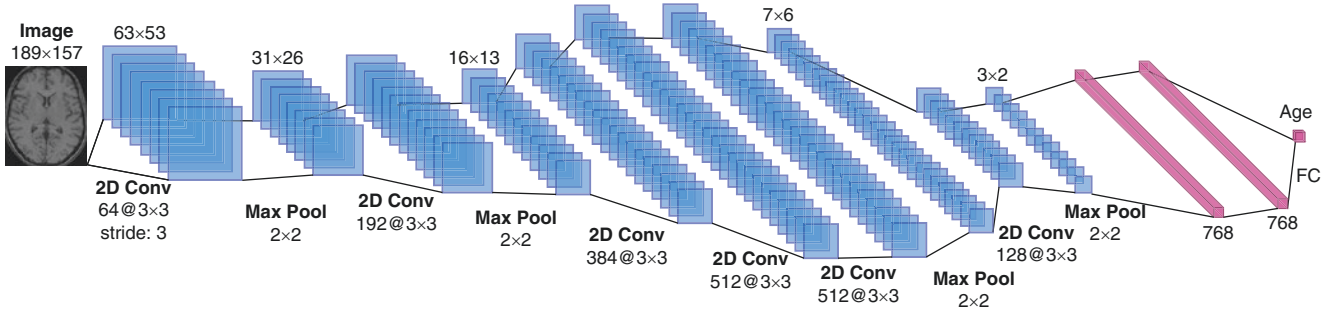 Image
189×157
63×53
2D Conv
64@3×3
stride: 3
31×26
Max Pool
2×2
2D Conv
192@3×3
16×13
Max Pool
2×2
2D Conv
384@3×3
2D Conv
512@3×3
2D Conv
512@3×3
7×6
Max Pool
2×2
2D Conv
128@3×3
3×2
Max Pool
2×2
768
768
Age
FC